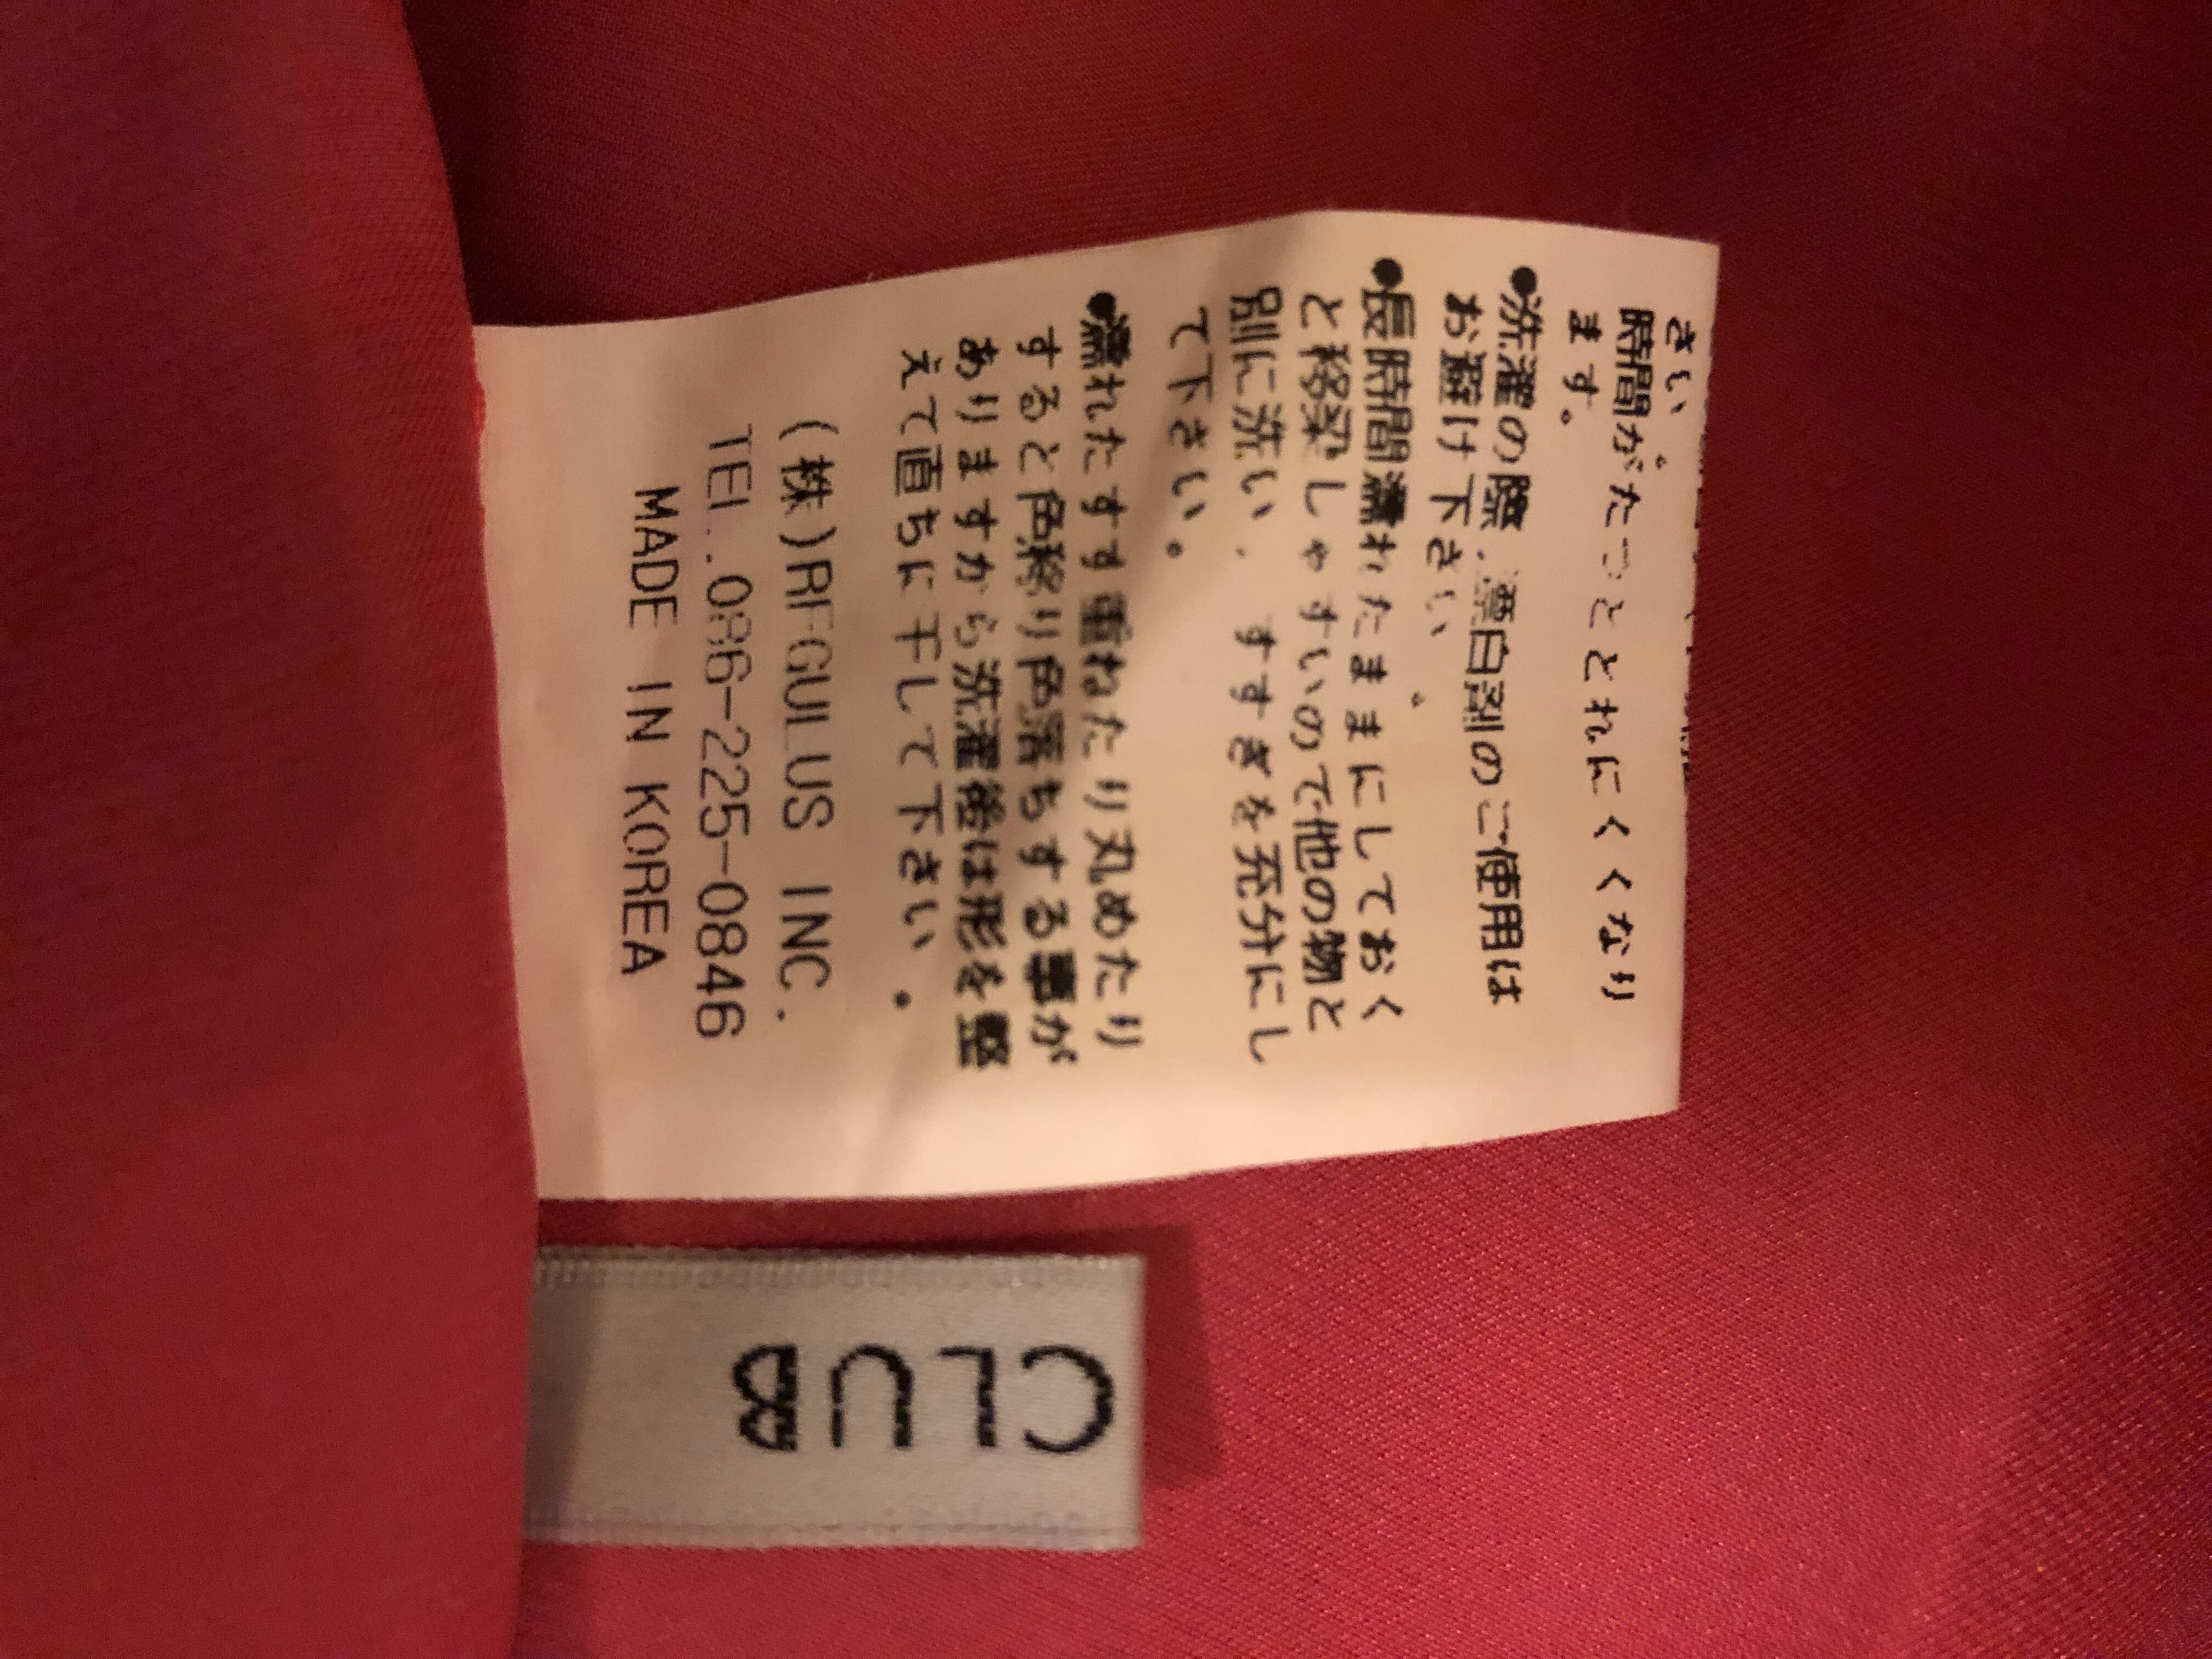 さい
時間がたつととれにくくなり
ます。
●洗濯の際、漂白剤のご使用は
お避け下さい。
●長時間濡れたままにしておく
と移染しやすいので他の物と
別に洗い、すすぎを充分にし
て下さい。
●濡れたまま重ねたり丸めたり
すると色移り色落ちする事が
ありますから洗濯後は形を整
えて直ちに干して下さい。
(株)REGULUS INC.
TEL.086-225-0846
MADE IN KOREA
CLUB